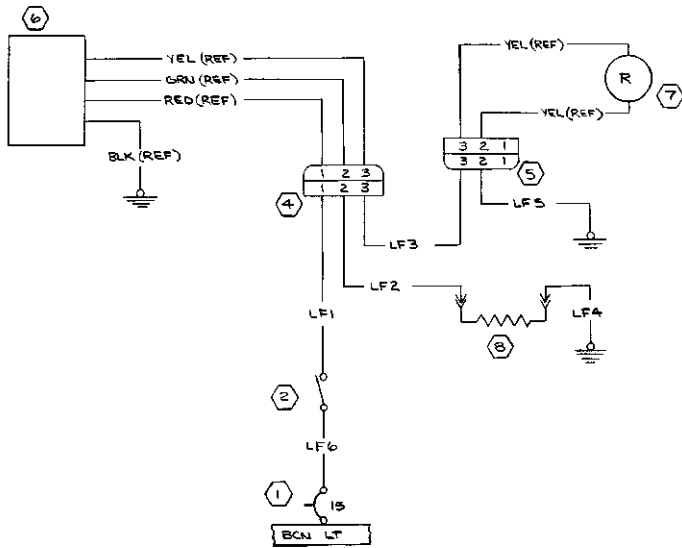 6
YEL (REF)
GRN (REF)
RED (REF)
BLK (REF)
YEL (REF)
R
7
YEL (REF)
3 2 1
3 2 1
5
1 2 3
1 2 3
4
LF5
LF3
LF2
LF1
LF4
8
2
LF6
1
15
BCN LT